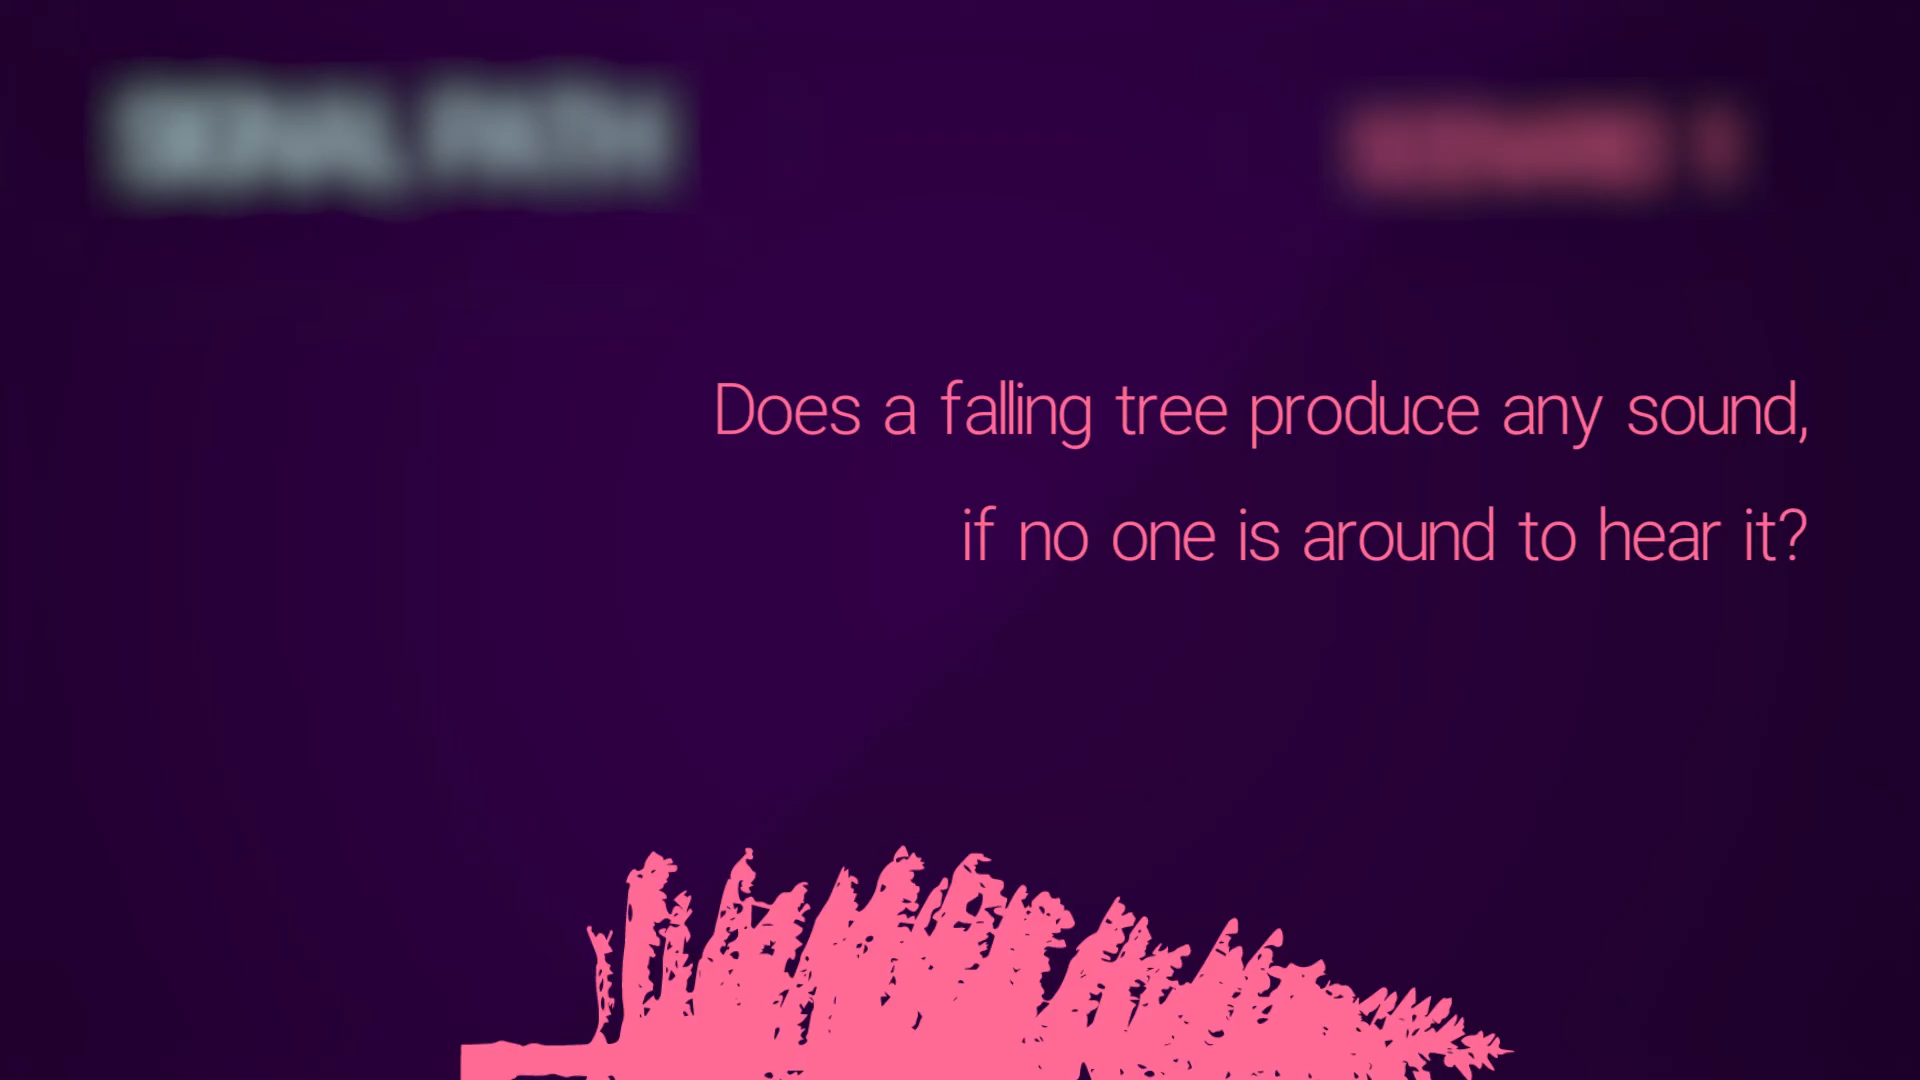 Does a falling tree produce any sound,
if no one is around to hear it?